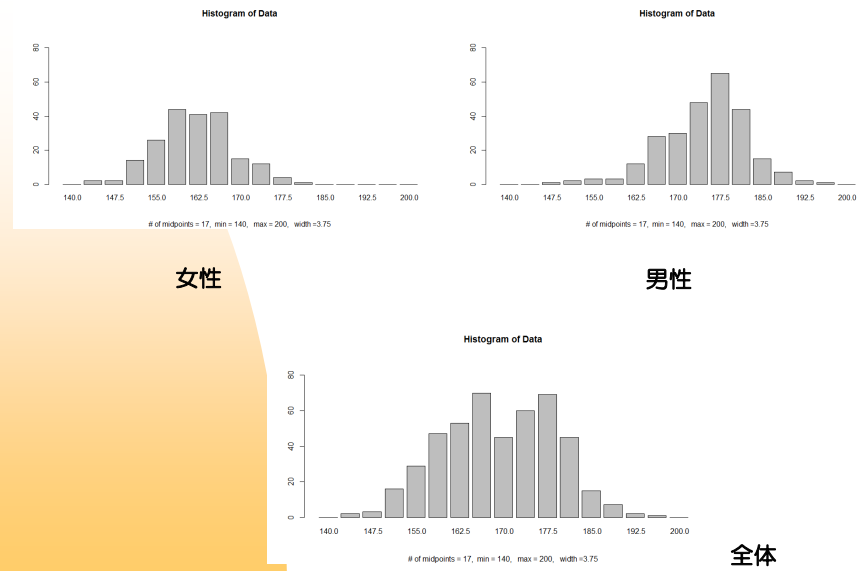 Histogram of Data
80
60
40
20
0
140.0 147.5 155.0 162.5 170.0 177.5 185.0 192.5 200.0
# of midpoints = 17, min = 140, max = 200, width =3.75
女性
Histogram of Data
80
60
40
20
0
140.0 147.5 155.0 162.5 170.0 177.5 185.0 192.5 200.0
# of midpoints = 17, min = 140, max = 200, width =3.75
男性
Histogram of Data
80
60
40
20
0
140.0 147.5 155.0 162.5 170.0 177.5 185.0 192.5 200.0
# of midpoints = 17, min = 140, max = 200, width =3.75
全体